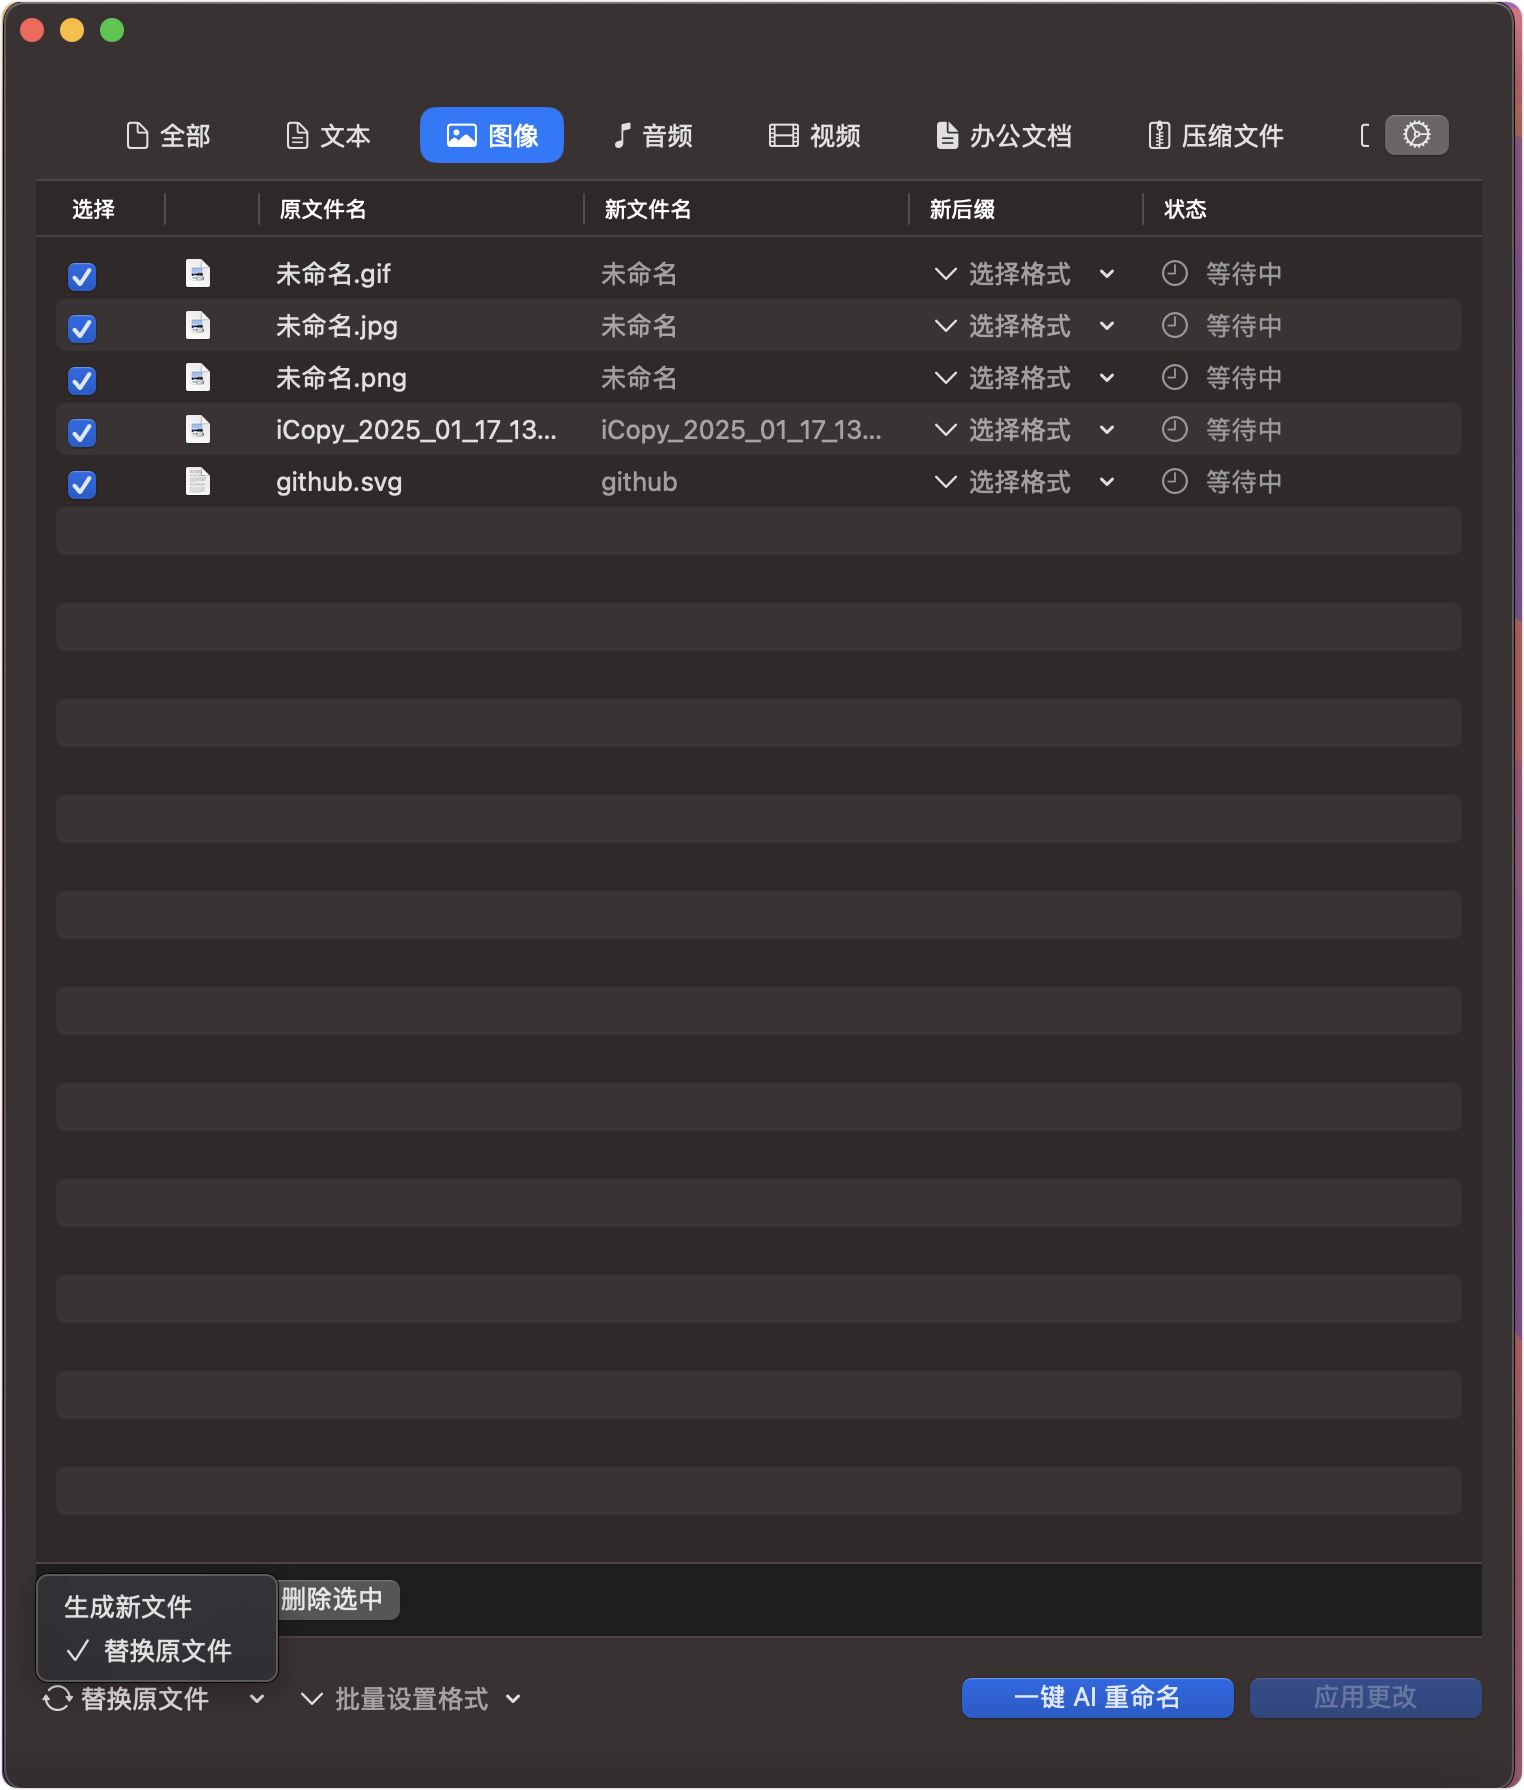 全部 文本 图像 音频 视频 办公文档 压缩文件
选择 原文件名 新文件名 新后缀 状态
未命名.gif 未命名 选择格式 等待中
未命名.jpg 未命名 选择格式 等待中
未命名.png 未命名 选择格式 等待中
iCopy_2025_01_17_13... iCopy_2025_01_17_13... 选择格式 等待中
github.svg github 选择格式 等待中
生成新文件 删除选中
替换原文件
替换原文件 批量设置格式 一键 AI 重命名 应用更改